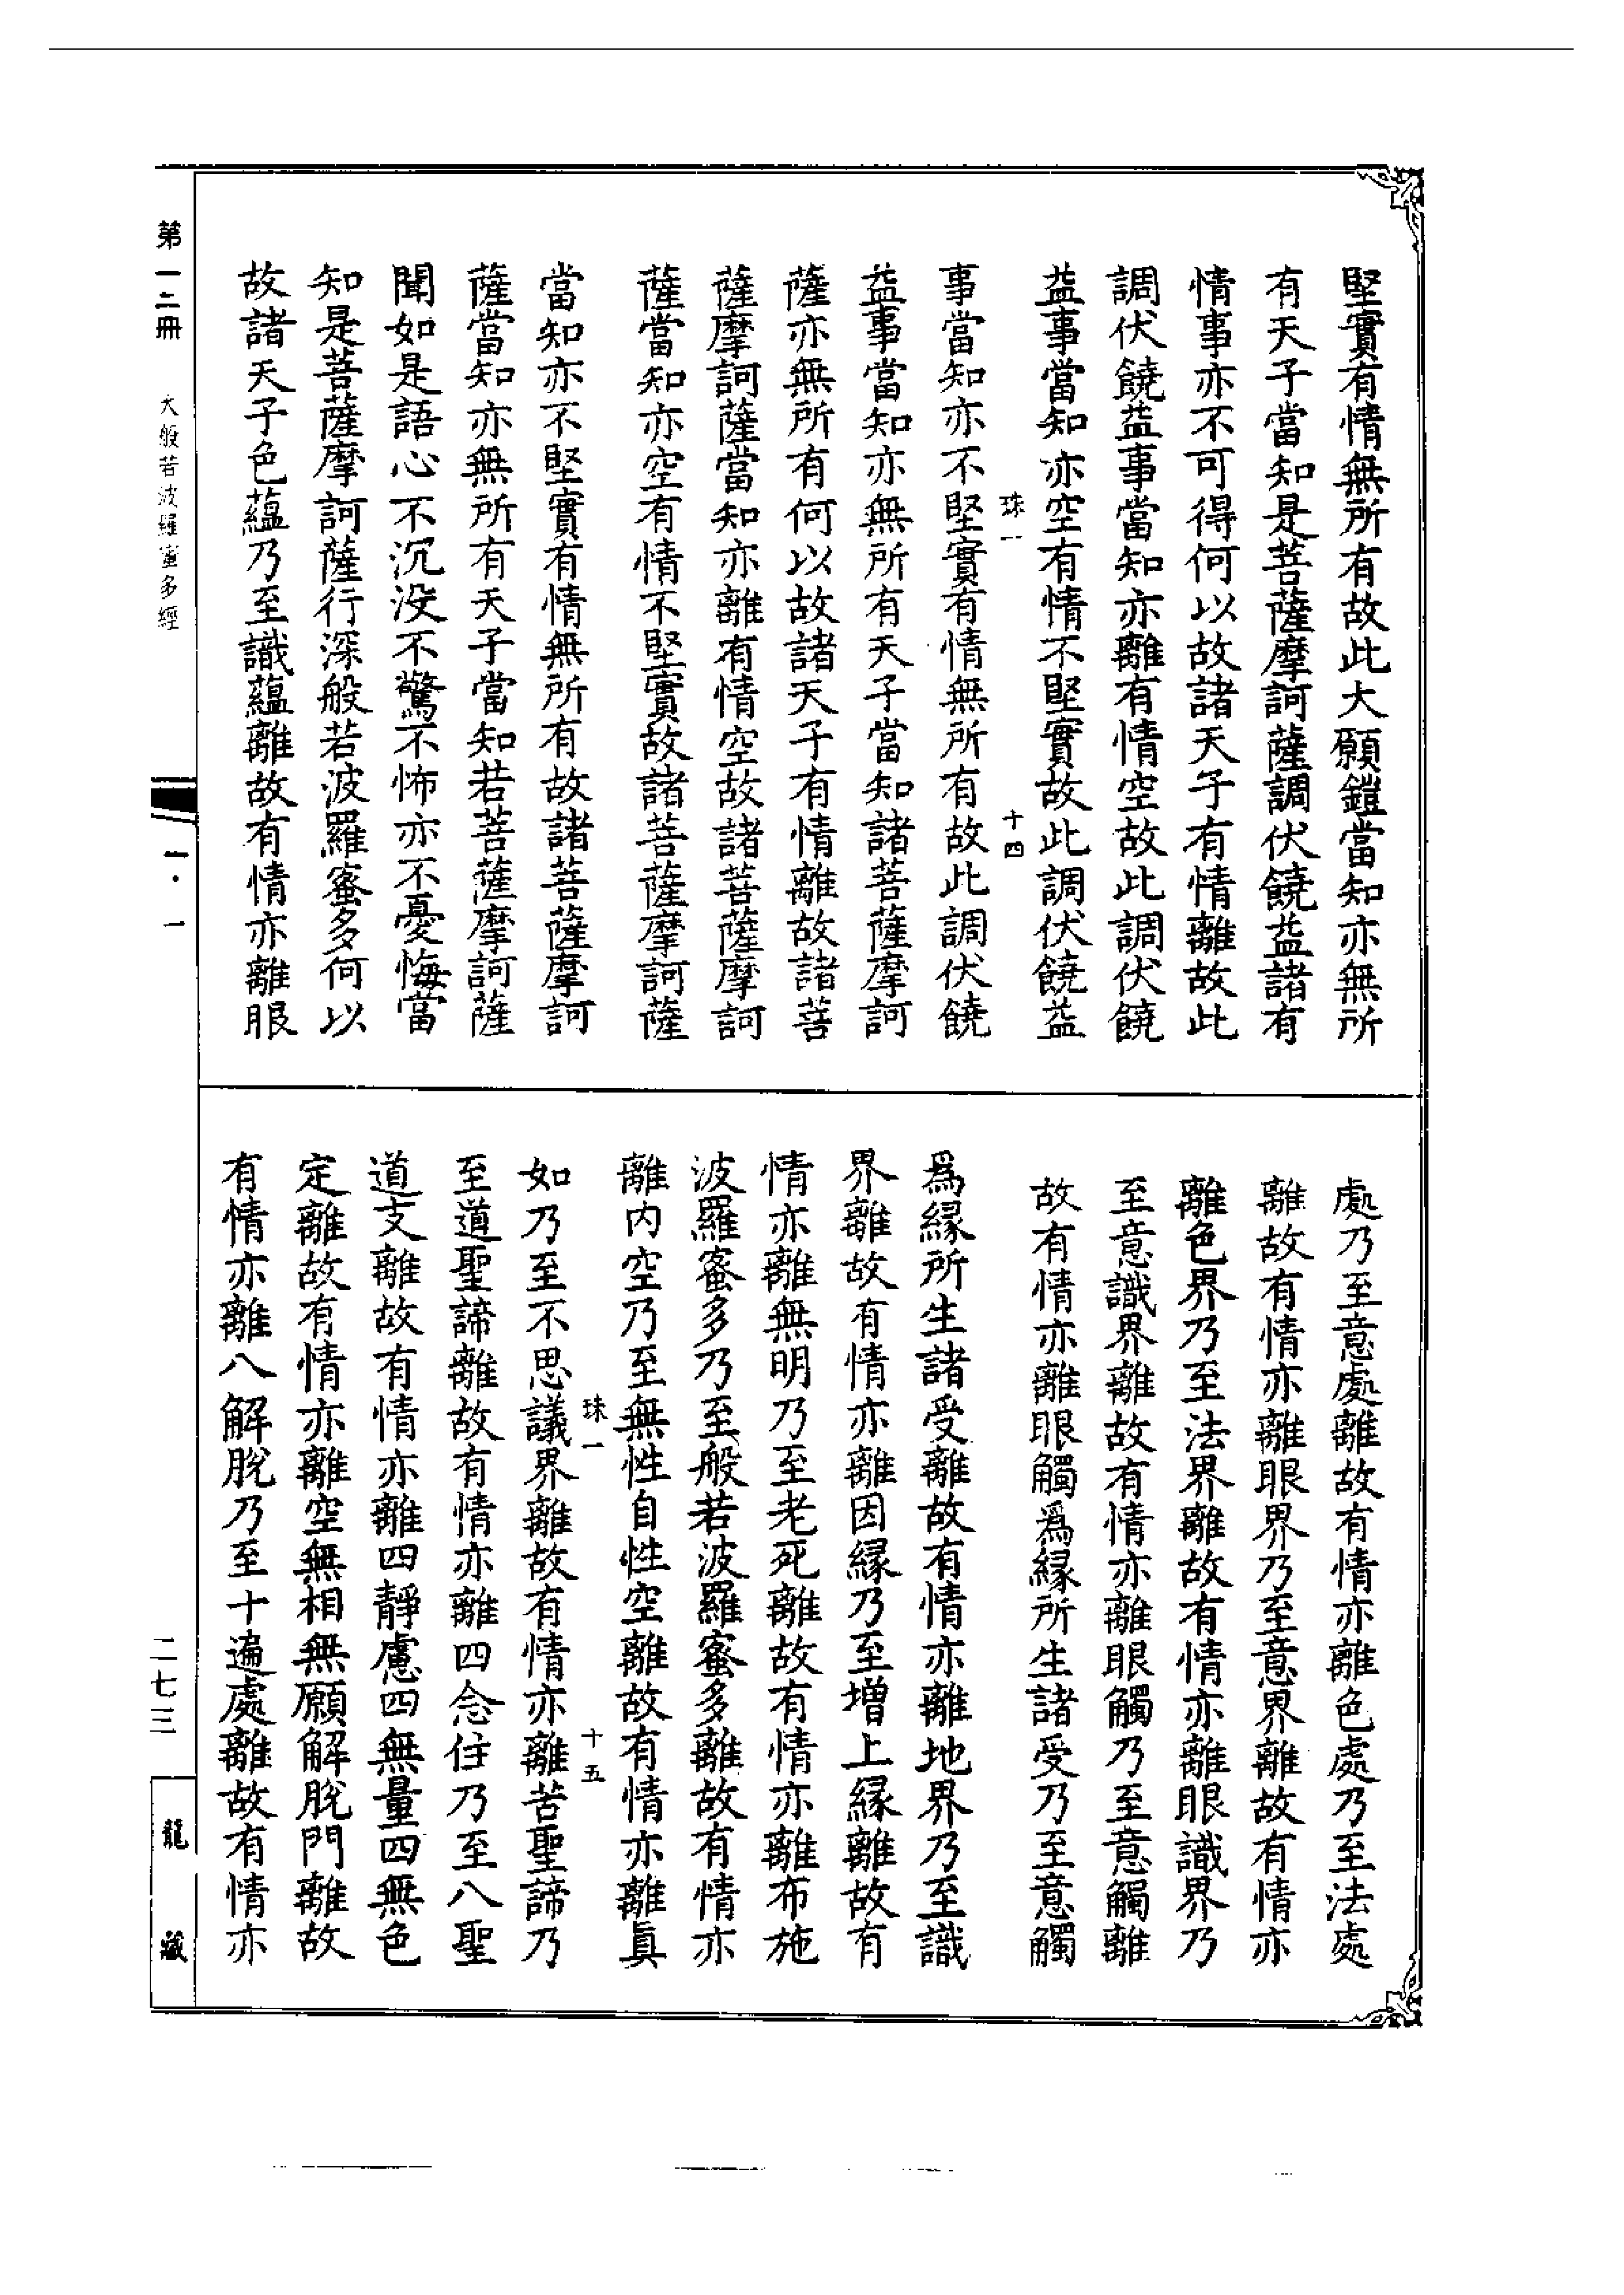 堅實有情無所有故此大願鎧當知亦無所
有天子當知是菩薩摩訶薩調伏饒益諸有
情事亦不可得何以故諸天子有情離故此
調伏饒益事當知亦離有情空故此調伏饒
益事當知亦空有情不堅實故此調伏饒益
珠一 十四
事當知亦不堅實有情無所有故此調伏饒
益事當知亦無所有天子當知諸菩薩摩訶
薩亦無所有何以故諸天子有情離故諸菩
薩摩訶薩當知亦離有情空故諸菩薩摩訶
薩當知亦空有情不堅實故諸菩薩摩訶薩
當知亦不堅實有情無所有故諸菩薩摩訶
薩當知亦無所有天子當知若菩薩摩訶薩
聞如是語心不沉没不驚不怖亦不憂悔當
知是菩薩摩訶薩行深般若波羅蜜多何以
故諸天子色蘊乃至識蘊離故有情亦離眼
處乃至意處離故有情亦離色處乃至法處
離故有情亦離眼界乃至意界離故有情亦
離色界乃至法界離故有情亦離眼識界乃
至意識界離故有情亦離眼觸乃至意觸離
故有情亦離眼觸爲緣所生諸受乃至意觸
爲緣所生諸受離故有情亦離地界乃至識
界離故有情亦離因緣乃至增上緣離故有
情亦離無明乃至老死離故有情亦離布施
波羅蜜多乃至般若波羅蜜多離故有情亦
離內空乃至無性自性空離故有情亦離眞
珠一 十五
如乃至不思議界離故有情亦離苦聖諦乃
至道聖諦離故有情亦離四念住乃至八聖
道支離故有情亦離四靜慮四無量四無色
定離故有情亦離空無相無願解脫門離故
有情亦離八解脫乃至十遍處離故有情亦
第一二冊 大般若波羅蜜多經 一·一 二七三 龍藏